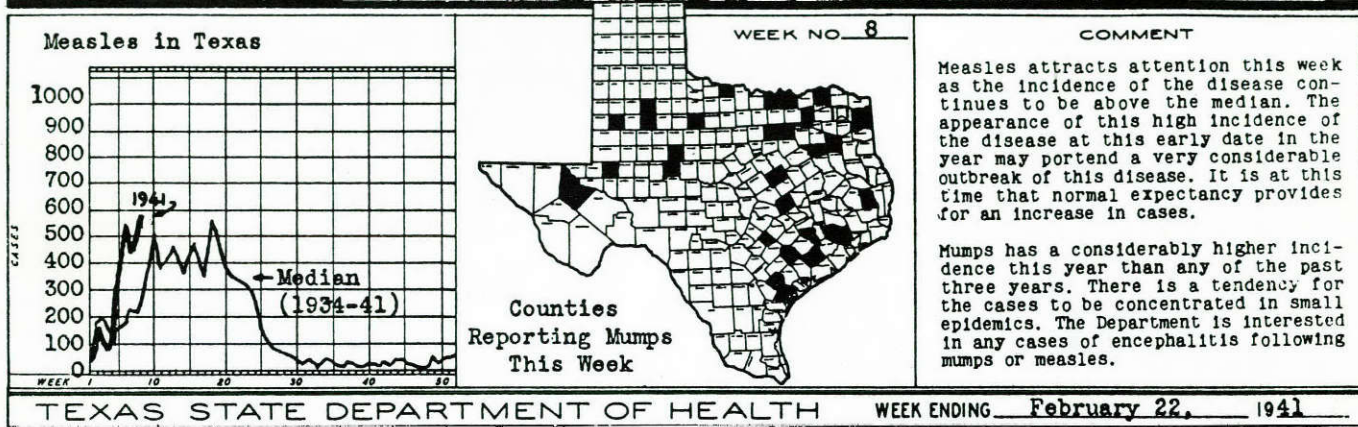 Measles in Texas
1000
900
800
700
600
500
400
300
200
100
0
CASES
1941
Median
(1934-41)
WEEK 1 10 20 30 40 50
WEEK NO. 8
Counties
Reporting Mumps
This Week
COMMENT
Measles attracts attention this week
as the incidence of the disease con-
tinues to be above the median. The
appearance of this high incidence of
the disease at this early date in the
year may portend a very considerable
outbreak of this disease. It is at this
time that normal expectancy provides
for an increase in cases.
Mumps has a considerably higher inci-
dence this year than any of the past
three years. There is a tendency for
the cases to be concentrated in small
epidemics. The Department is interested
in any cases of encephalitis following
mumps or measles.
TEXAS STATE DEPARTMENT OF HEALTH WEEK ENDING February 22, 1941